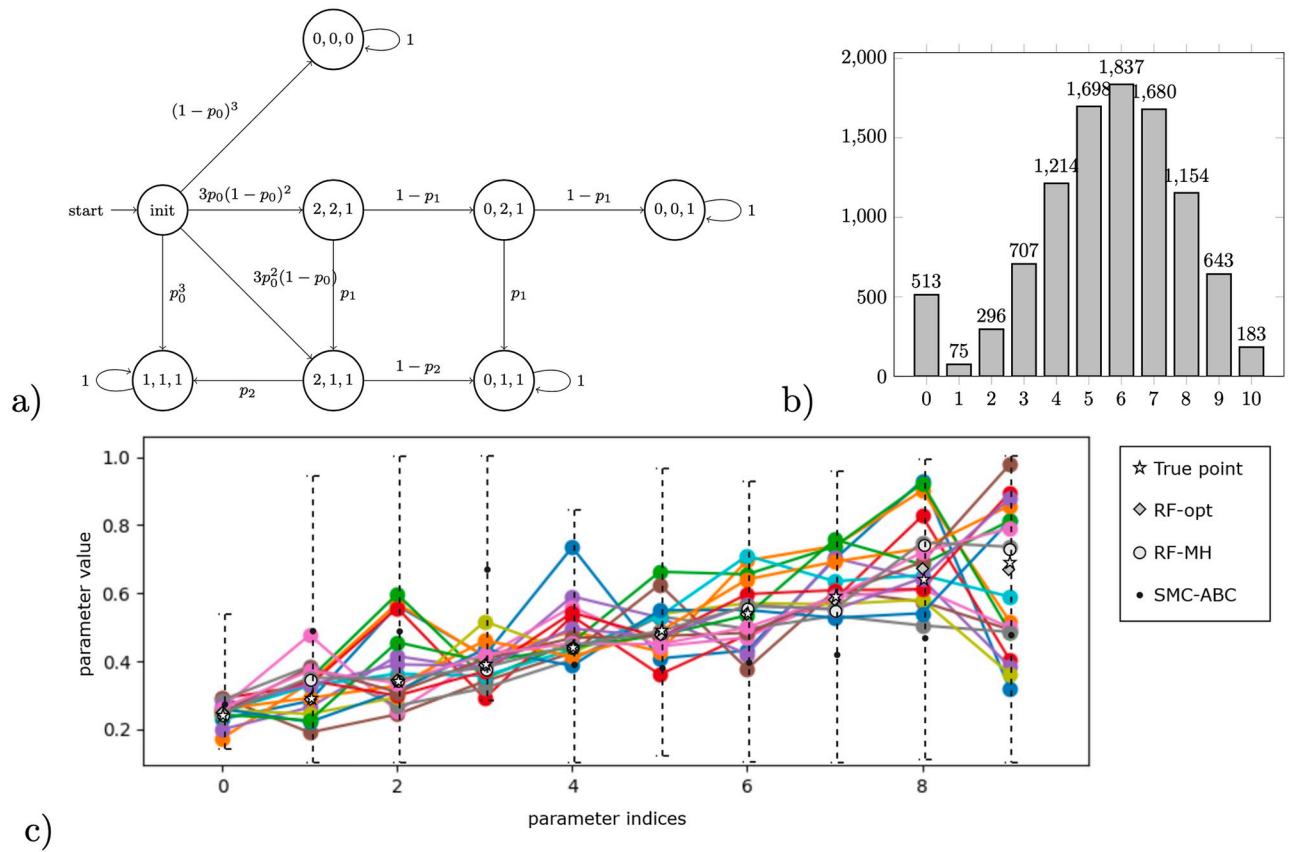 0, 0, 0
1
(1 − p₀)³
3p₀(1 − p₀)²
1 − p₁
1 − p₁
start
init
2, 2, 1
0, 2, 1
0, 0, 1
1
3p₀²(1 − p₀)
p₀³
p₁
p₁
1
1, 1, 1
p₂
2, 1, 1
1 − p₂
0, 1, 1
1
a)
2,000
1,500
1,000
500
0
513
75
296
707
1,214
1,698
1,837
1,680
1,154
643
183
0 1 2 3 4 5 6 7 8 9 10
b)
1.0
0.8
0.6
0.4
0.2
parameter value
0 2 4 6 8
parameter indices
True point
RF-opt
RF-MH
SMC-ABC
c)